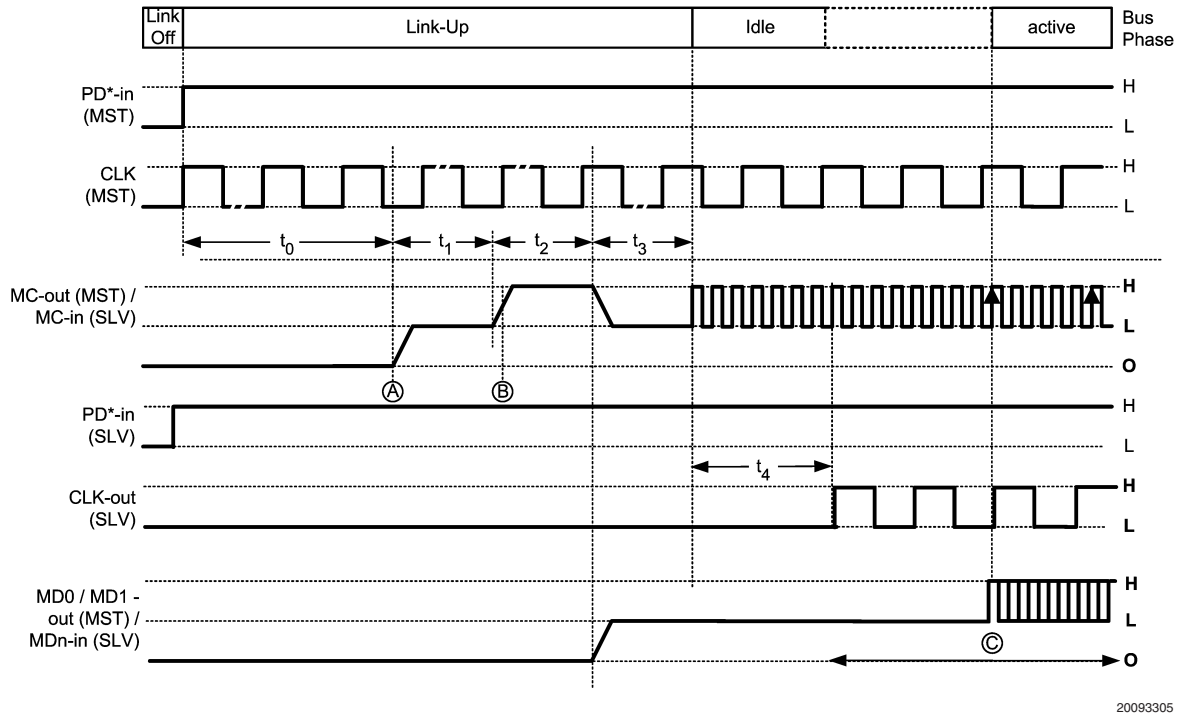 Link
Off
Link-Up
Idle
active
Bus
Phase
PD*-in
(MST)
H
L
CLK
(MST)
H
L
t0
t1
t2
t3
MC-out (MST) /
MC-in (SLV)
H
L
O
A
B
PD*-in
(SLV)
H
L
t4
CLK-out
(SLV)
H
L
MD0 / MD1 -
out (MST) /
MDn-in (SLV)
H
L
O
C
20093305